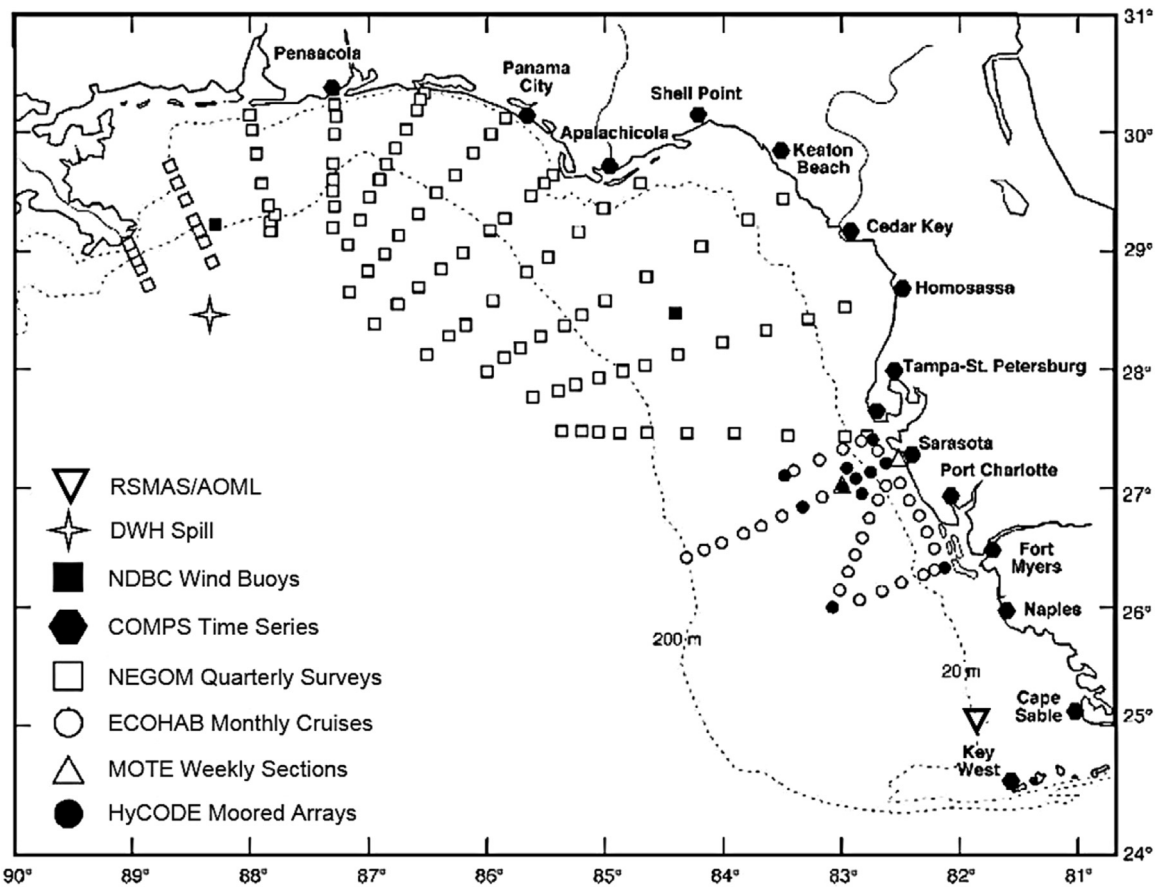 31°
Pensacola
Panama
City
Shell Point
Apalachicola
30°
Keaton
Beach
Cedar Key
29°
Homosassa
28°
Tampa-St. Petersburg
Sarasota
Port Charlotte
27°
Fort
Myers
26°
Naples
200 m
20 m
Cape
Sable
25°
Key
West
24°
RSMAS/AOML
DWH Spill
NDBC Wind Buoys
COMPS Time Series
NEGOM Quarterly Surveys
ECOHAB Monthly Cruises
MOTE Weekly Sections
HyCODE Moored Arrays
90° 89° 88° 87° 86° 85° 84° 83° 82° 81°